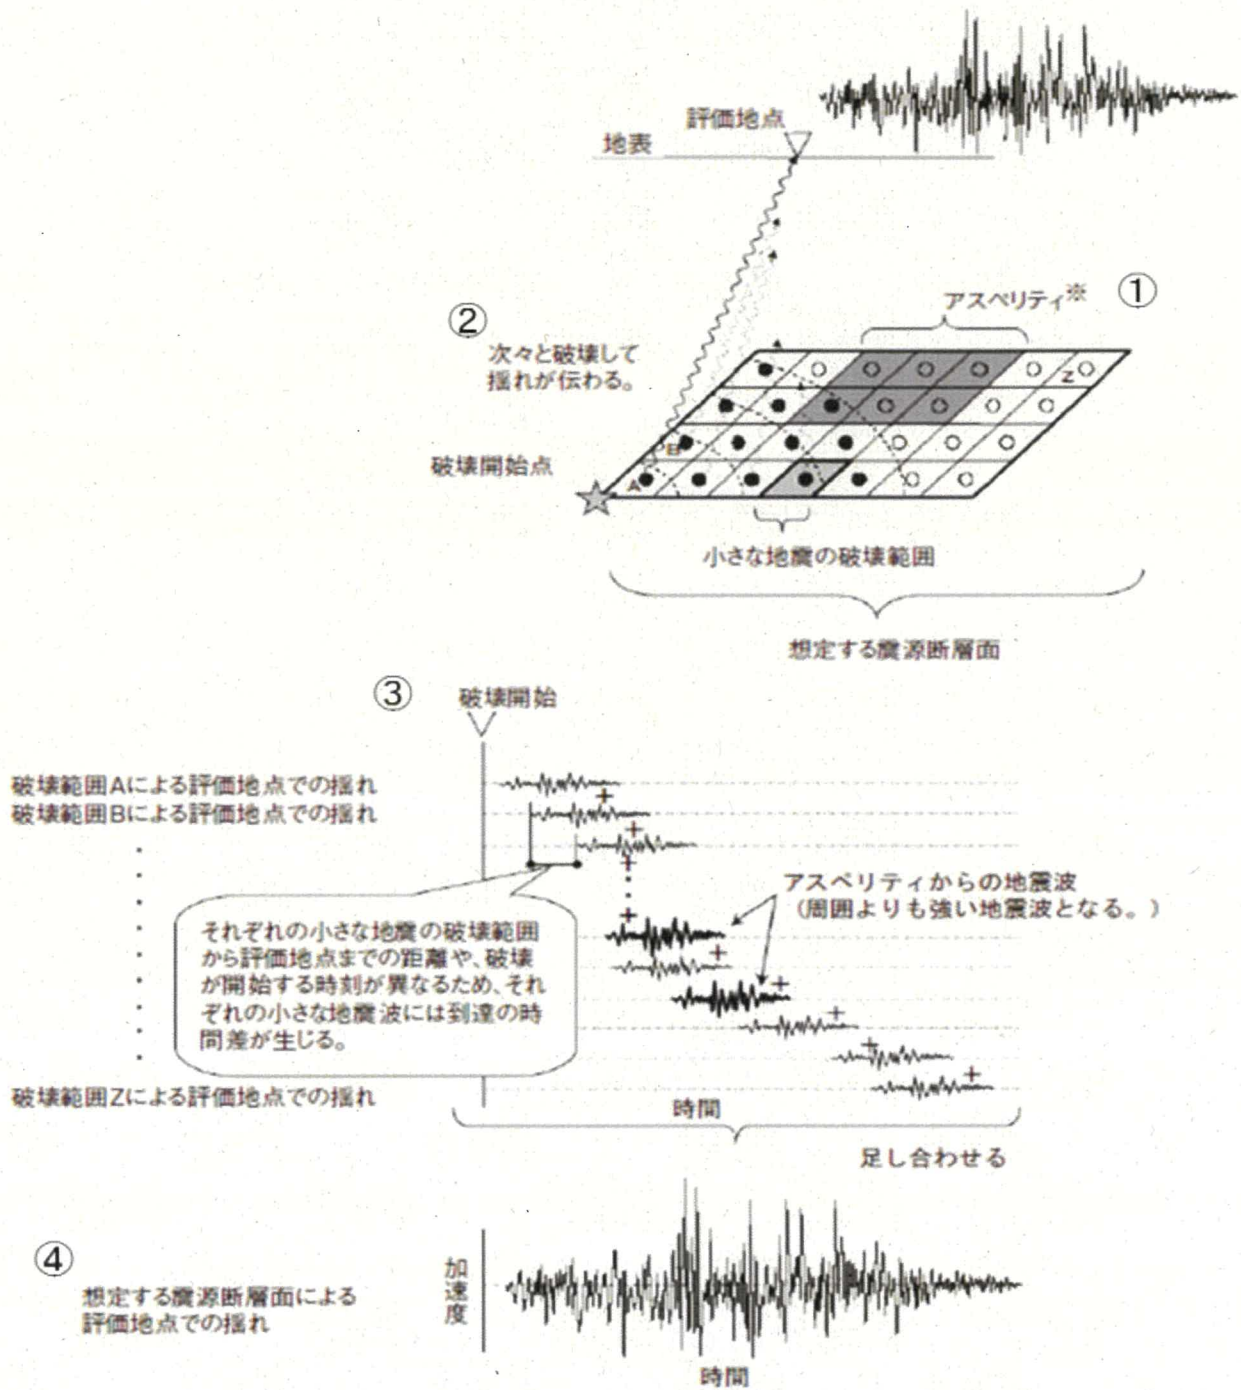 評価地点
地表
アスペリティ※
①
②
次々と破壊して
揺れが伝わる。
Z
B
破壊開始点
A
小さな地震の破壊範囲
想定する震源断層面
③
破壊開始
破壊範囲Aによる評価地点での揺れ
破壊範囲Bによる評価地点での揺れ
アスペリティからの地震波
（周囲よりも強い地震波となる。）
それぞれの小さな地震の破壊範囲
から評価地点までの距離や、破壊
が開始する時刻が異なるため、それ
ぞれの小さな地震波には到達の時
間差が生じる。
破壊範囲Zによる評価地点での揺れ
時間
足し合わせる
④
想定する震源断層面による
評価地点での揺れ
加速度
時間